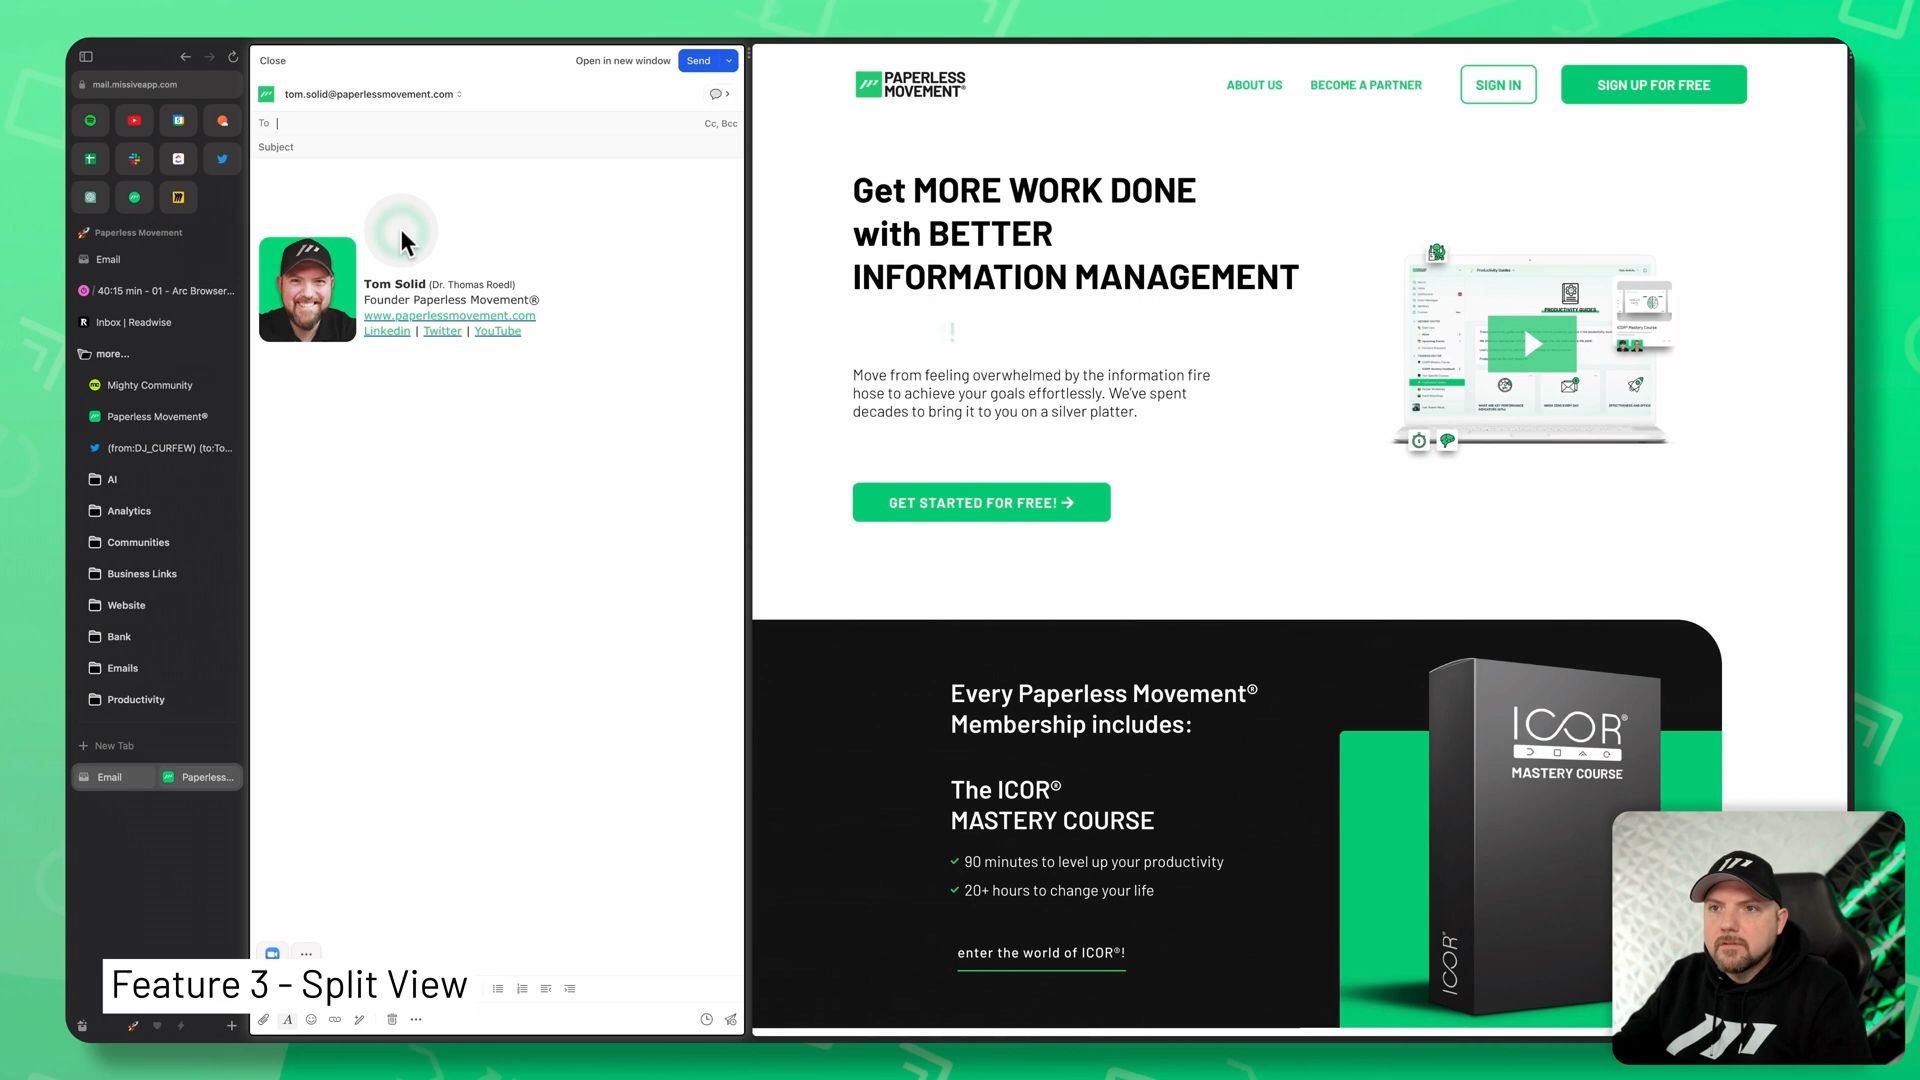 mail.missiveapp.com
Paperless Movement
Email
40:15 min - 01 - Arc Browser...
Inbox | Readwise
more...
Mighty Community
Paperless Movement®
(from:DJ_CURFEW) (to:To...
AI
Analytics
Communities
Business Links
Website
Bank
Emails
Productivity
New Tab
Email
Paperless...
Close
Open in new window
Send
tom.solid@paperlessmovement.com
To
Cc, Bcc
Subject
Tom Solid (Dr. Thomas Roedl)
Founder Paperless Movement®
www.paperlessmovement.com
Linkedin | Twitter | YouTube
Feature 3 - Split View
PAPERLESS
MOVEMENT®
ABOUT US
BECOME A PARTNER
SIGN IN
SIGN UP FOR FREE
Get MORE WORK DONE
with BETTER
INFORMATION MANAGEMENT
!
Move from feeling overwhelmed by the information fire
hose to achieve your goals effortlessly. We've spent
decades to bring it to you on a silver platter.
GET STARTED FOR FREE! →
Productivity Guides
PRODUCTIVITY GUIDES
ICOR® Mastery Course
Every Paperless Movement®
Membership includes:
The ICOR®
MASTERY COURSE
90 minutes to level up your productivity
20+ hours to change your life
enter the world of ICOR®!
ICOR®
MASTERY COURSE
ICOR®